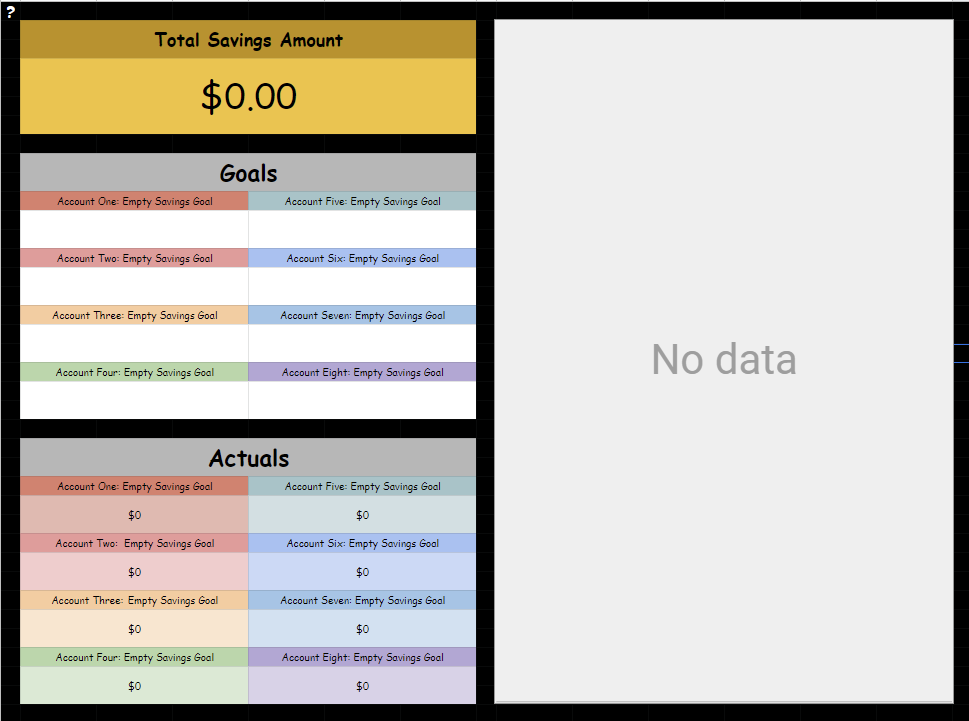 ?
Total Savings Amount
$0.00
Goals
Account One: Empty Savings Goal
Account Five: Empty Savings Goal
Account Two: Empty Savings Goal
Account Six: Empty Savings Goal
Account Three: Empty Savings Goal
Account Seven: Empty Savings Goal
Account Four: Empty Savings Goal
Account Eight: Empty Savings Goal
Actuals
Account One: Empty Savings Goal
Account Five: Empty Savings Goal
$0
$0
Account Two:  Empty Savings Goal
Account Six: Empty Savings Goal
$0
$0
Account Three: Empty Savings Goal
Account Seven: Empty Savings Goal
$0
$0
Account Four: Empty Savings Goal
Account Eight: Empty Savings Goal
$0
$0
No data